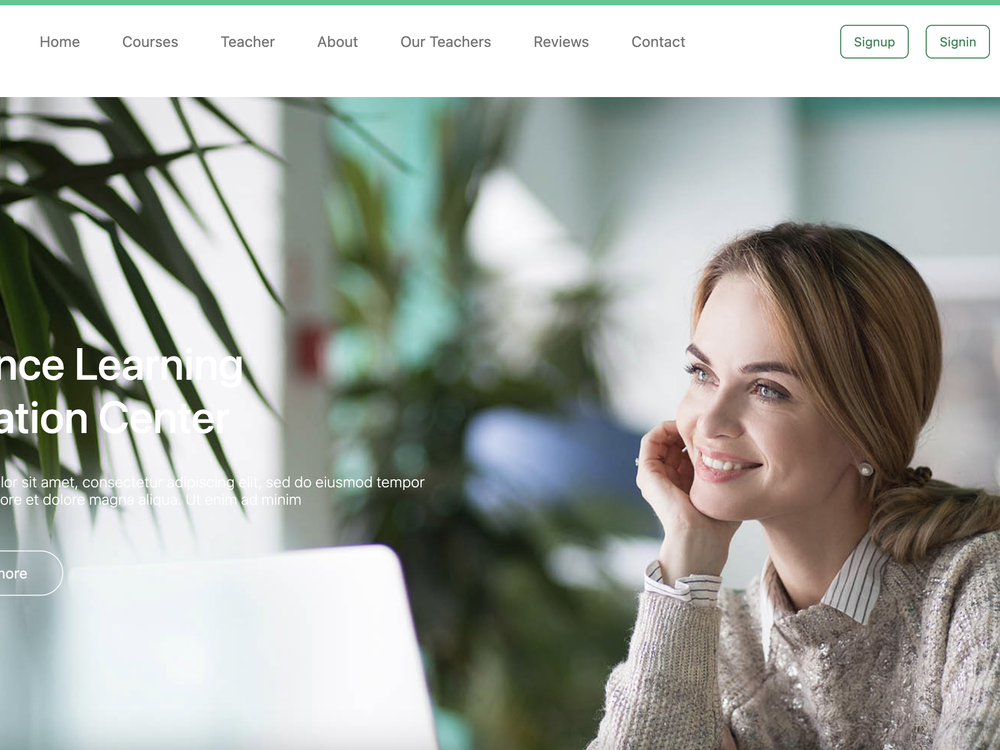 Home Courses Teacher About Our Teachers Reviews Contact Signup Signin
nce Learning
ation Center
lor sit amet, consectetur adipiscing elit, sed do eiusmod tempor
ore et dolore magna aliqua. Ut enim ad minim
more